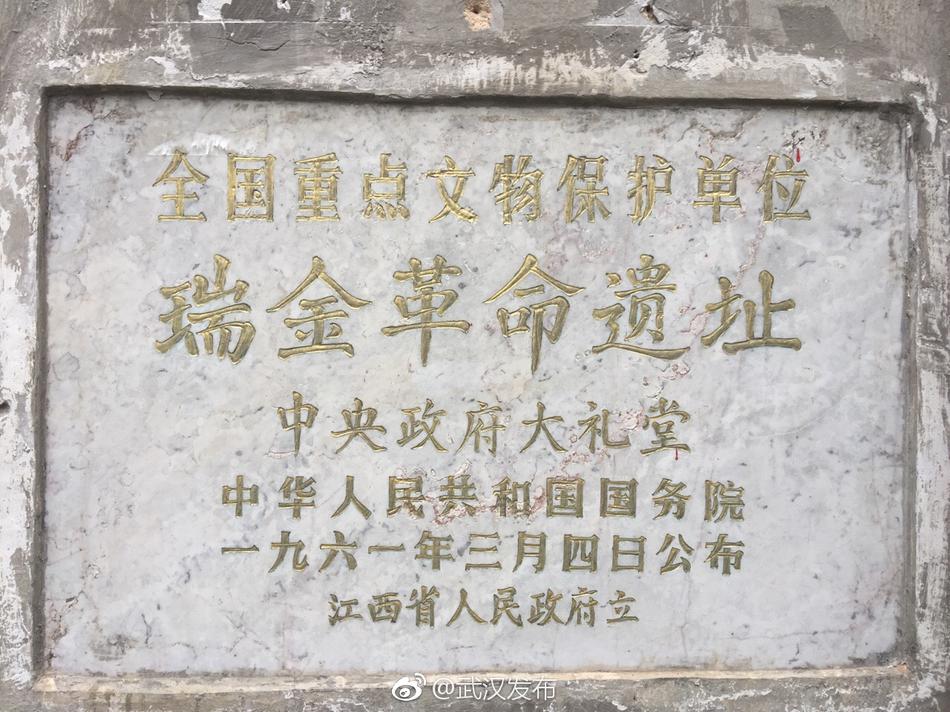 全国重点文物保护单位
瑞金革命遗址
中央政府大礼堂
中华人民共和国国务院
一九六一年三月四日公布
江西省人民政府立
@武汉发布